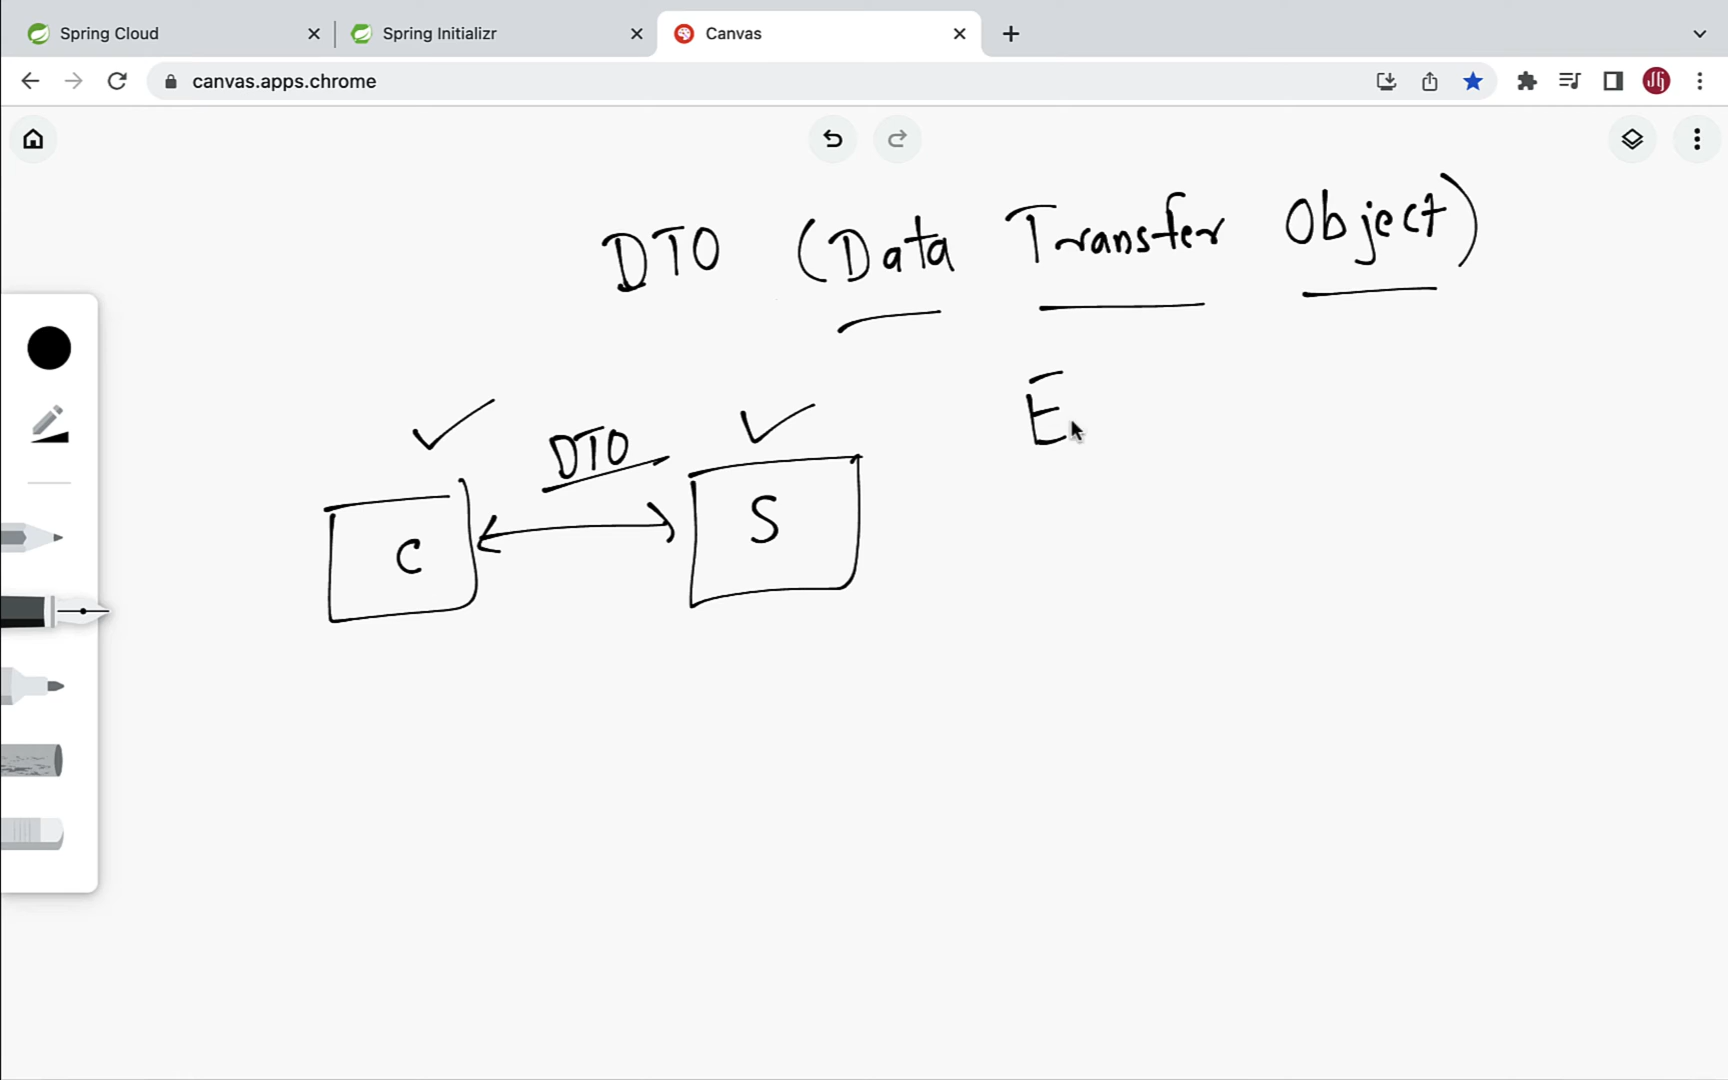 Spring Cloud
Spring Initializr
Canvas
canvas.apps.chrome
DTO (Data Transfer Object)
E
DTO
C
S